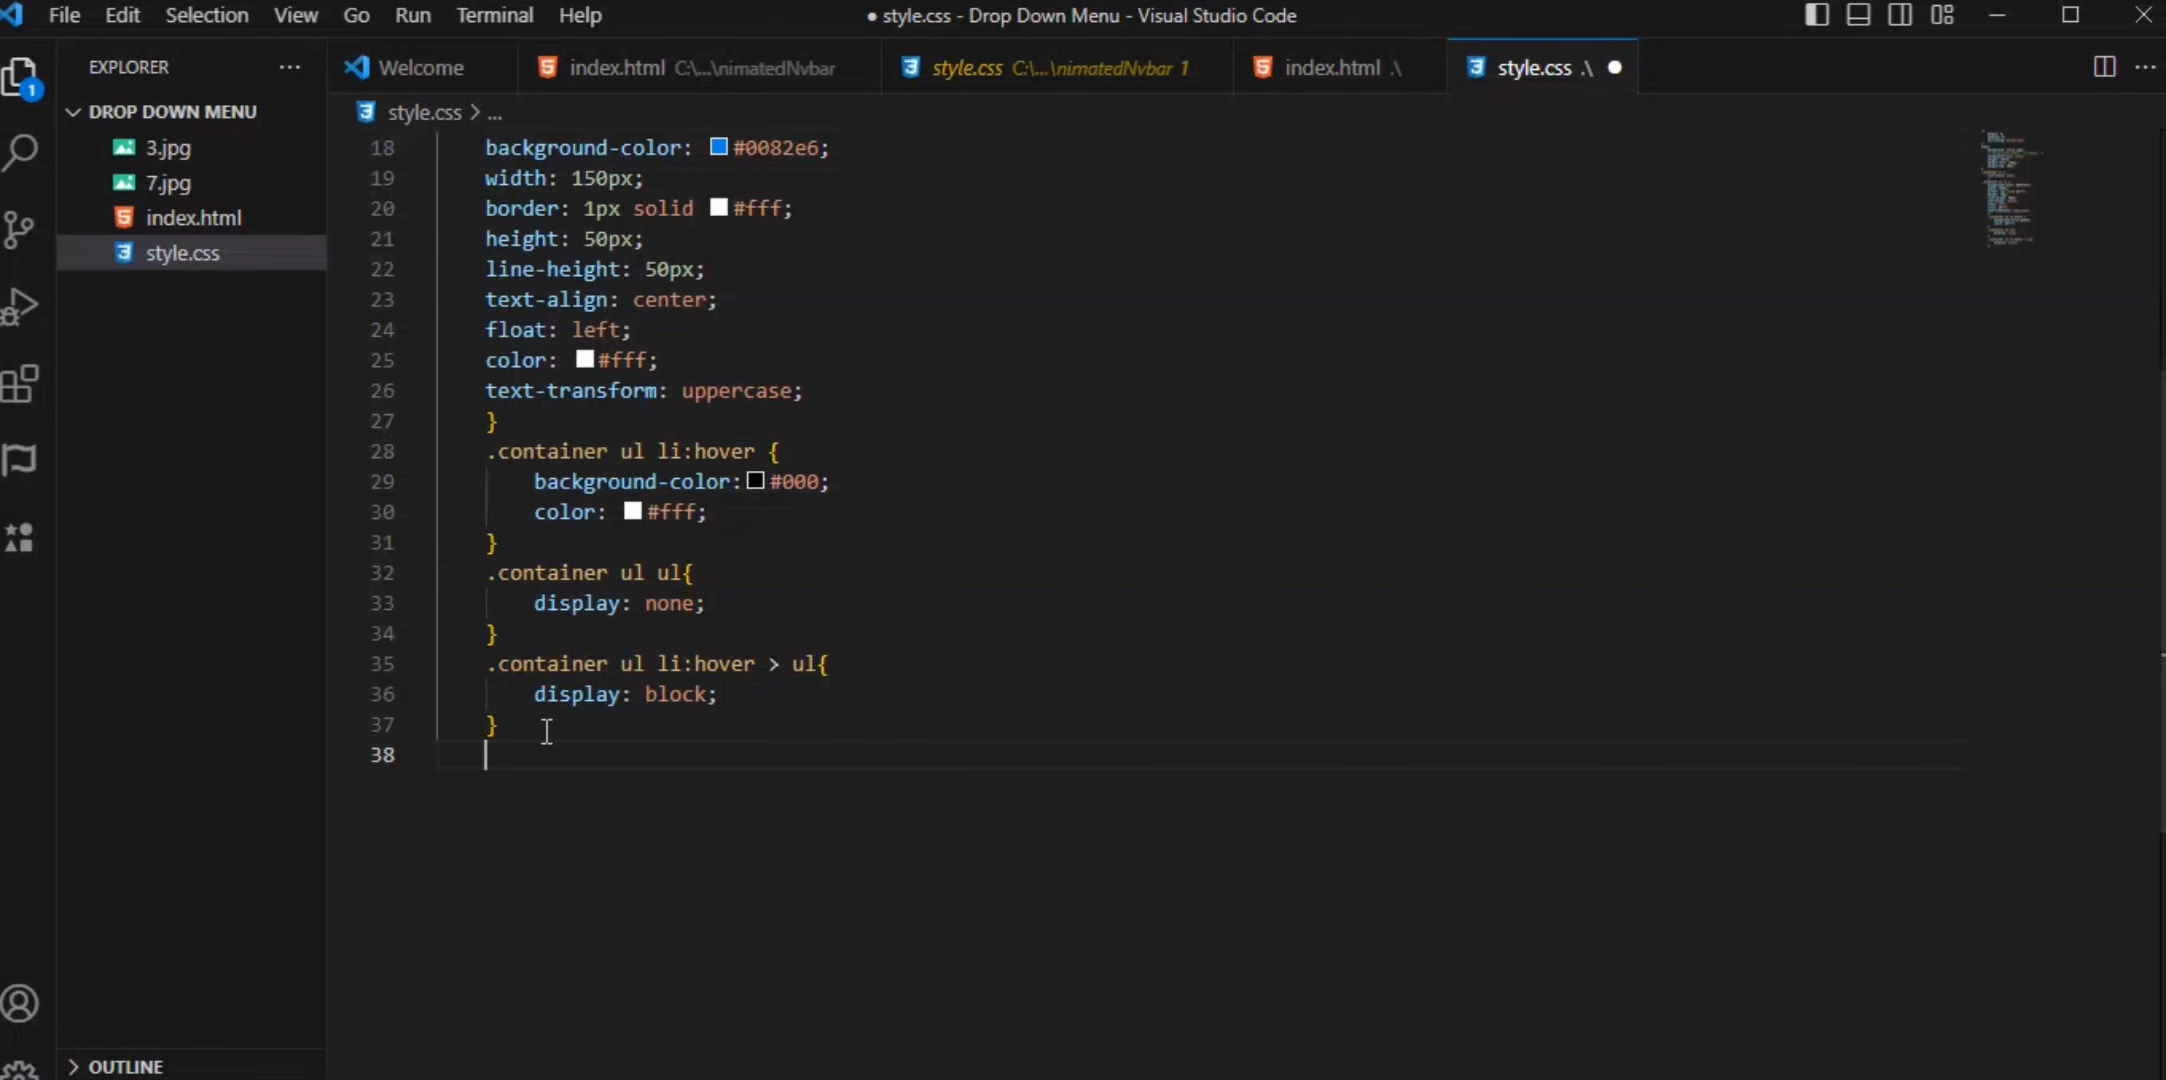 File Edit Selection View Go Run Terminal Help ● style.css - Drop Down Menu - Visual Studio Code
EXPLORER ...
Welcome index.html C:\...\nimatedNvbar style.css C:\...\nimatedNvbar 1 index.html .\ style.css .\
1
DROP DOWN MENU
3.jpg
7.jpg
index.html
style.css
style.css > ...
18 background-color: #0082e6;
19 width: 150px;
20 border: 1px solid #fff;
21 height: 50px;
22 line-height: 50px;
23 text-align: center;
24 float: left;
25 color: #fff;
26 text-transform: uppercase;
27 }
28 .container ul li:hover {
29 background-color: #000;
30 color: #fff;
31 }
32 .container ul ul{
33 display: none;
34 }
35 .container ul li:hover > ul{
36 display: block;
37 }
38
OUTLINE